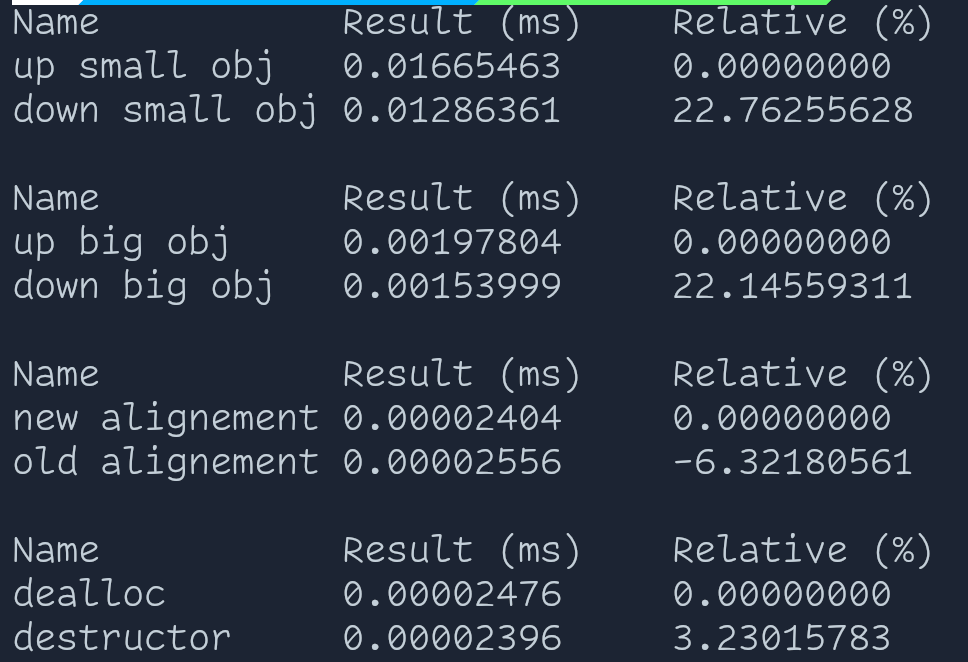 Name Result (ms) Relative (%)
up small obj 0.01665463 0.00000000
down small obj 0.01286361 22.76255628
Name Result (ms) Relative (%)
up big obj 0.00197804 0.00000000
down big obj 0.00153999 22.14559311
Name Result (ms) Relative (%)
new alignement 0.00002404 0.00000000
old alignement 0.00002556 -6.32180561
Name Result (ms) Relative (%)
dealloc 0.00002476 0.00000000
destructor 0.00002396 3.23015783